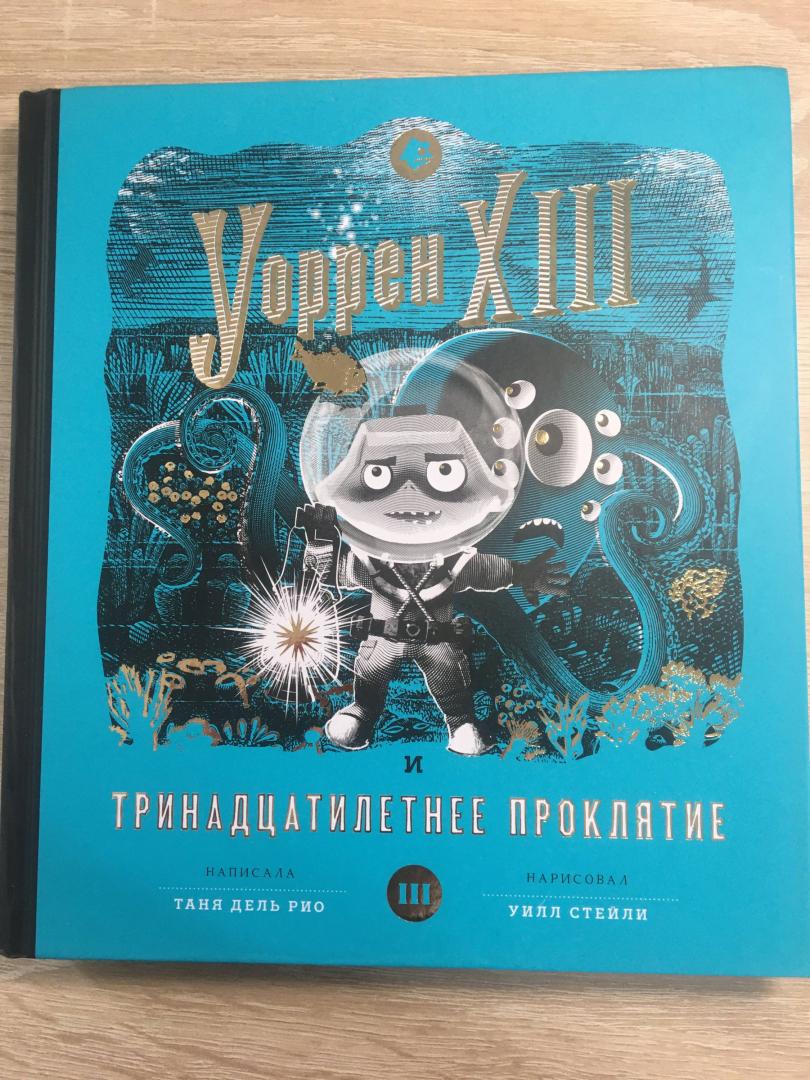 Уоррен XIII
и
ТРИНАДЦАТИЛЕТНЕЕ ПРОКЛЯТИЕ
НАПИСАЛА
ТАНЯ ДЕЛЬ РИО
III
НАРИСОВАЛ
УИЛЛ СТЕЙЛИ